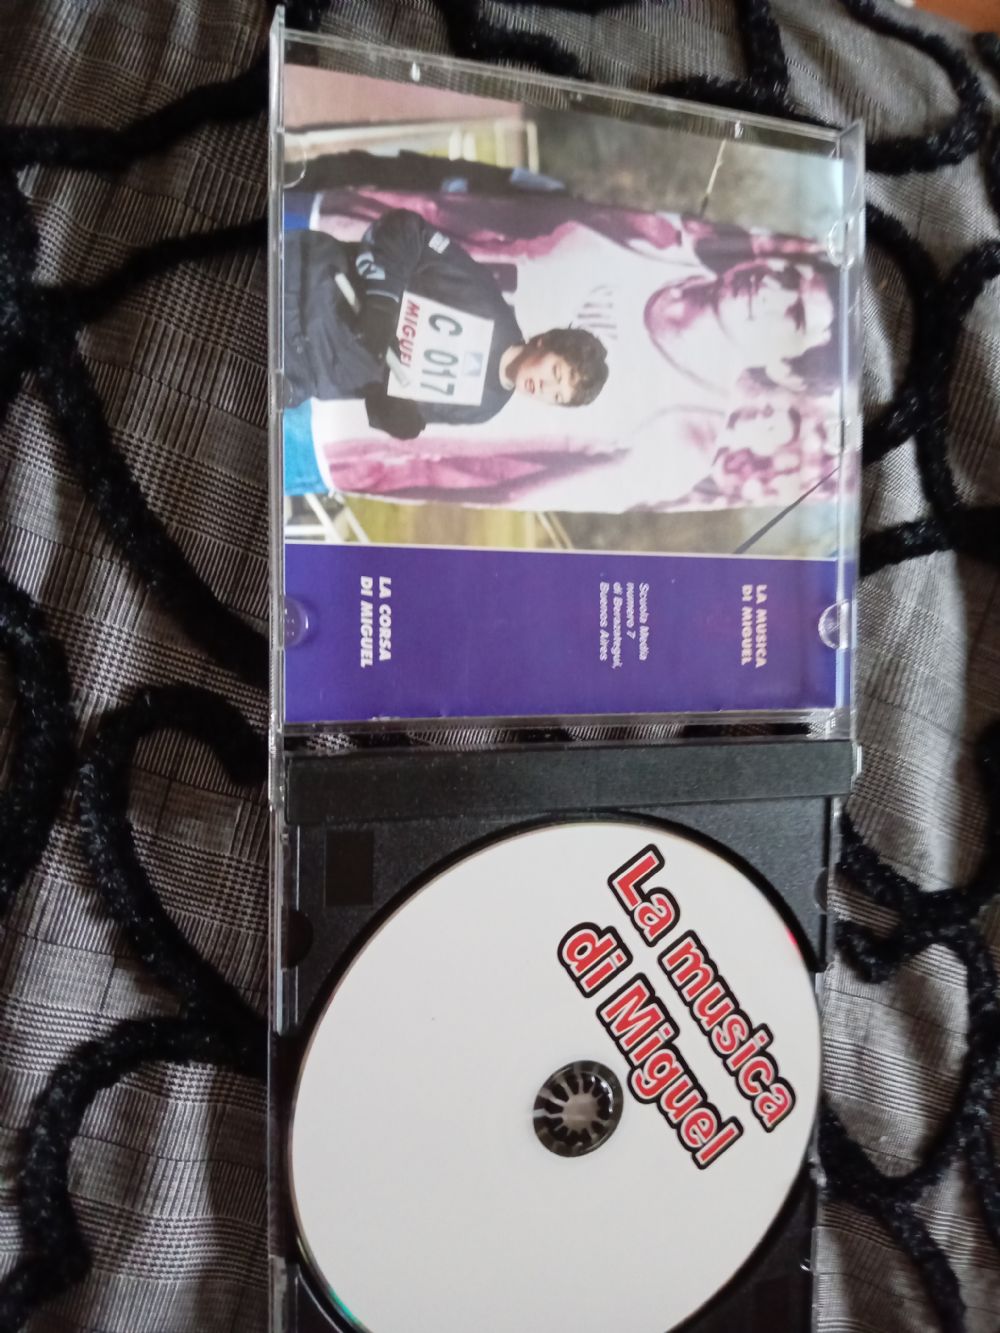 LA MUSICA
DI MIGUEL
Scuola Media
numero 7
di Berazategui,
Buenos Aires
LA CORSA
DI MIGUEL
C 017
MIGUEL
La musica
di Miguel